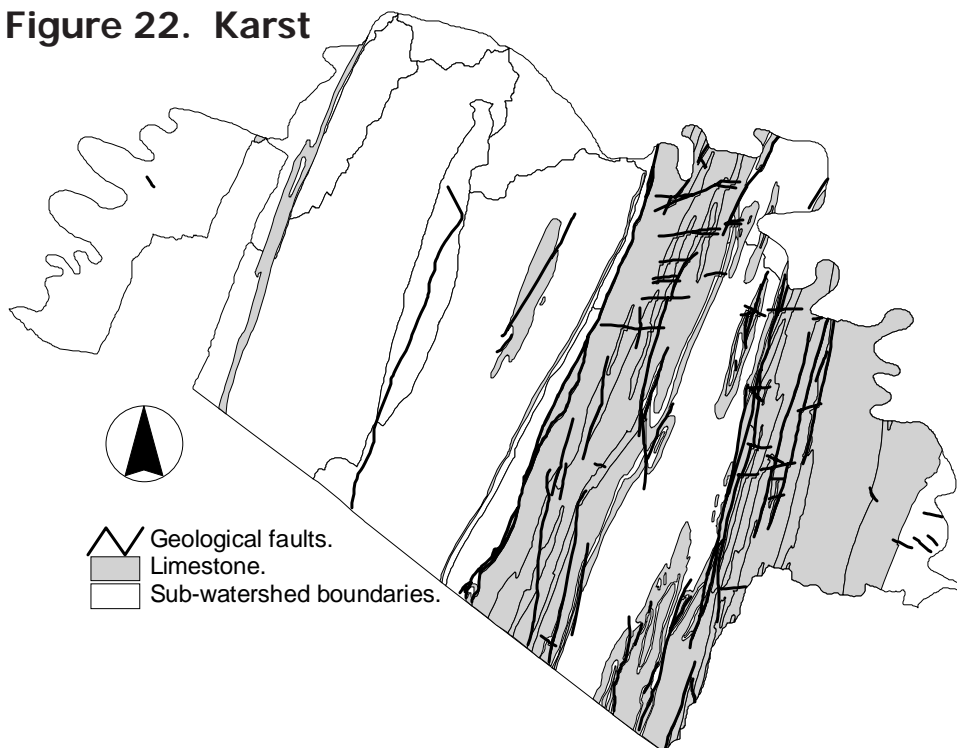 Figure 22. Karst
Geological faults.
Limestone.
Sub-watershed boundaries.